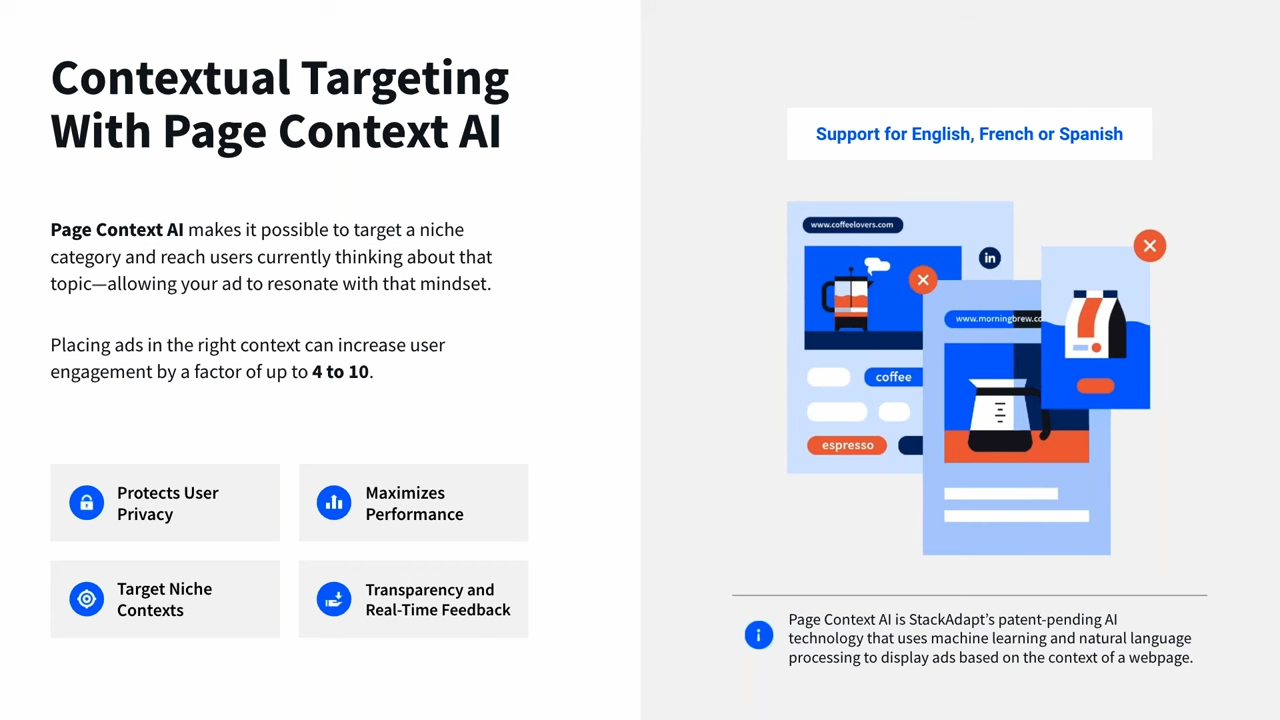 Contextual Targeting
With Page Context AI
Page Context AI makes it possible to target a niche
category and reach users currently thinking about that
topic—allowing your ad to resonate with that mindset.
Placing ads in the right context can increase user
engagement by a factor of up to 4 to 10.
Protects User
Privacy
Maximizes
Performance
Target Niche
Contexts
Transparency and
Real-Time Feedback
Support for English, French or Spanish
www.coffeelovers.com
in
www.morningbrew.co
coffee
espresso
Page Context AI is StackAdapt’s patent-pending AI
technology that uses machine learning and natural language
processing to display ads based on the context of a webpage.